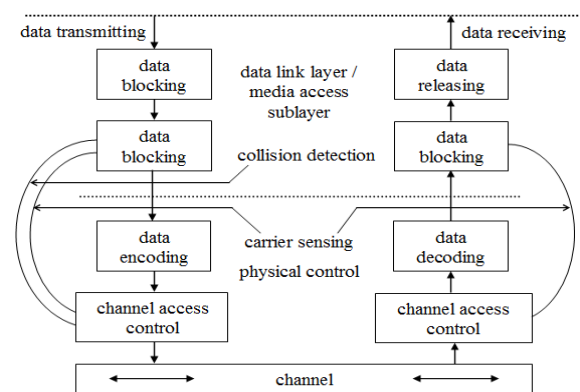 data transmitting
data receiving
data
blocking
data link layer /
media access
sublayer
data
releasing
data
blocking
data
blocking
collision detection
data
encoding
carrier sensing
physical control
data
decoding
channel access
control
channel access
control
channel